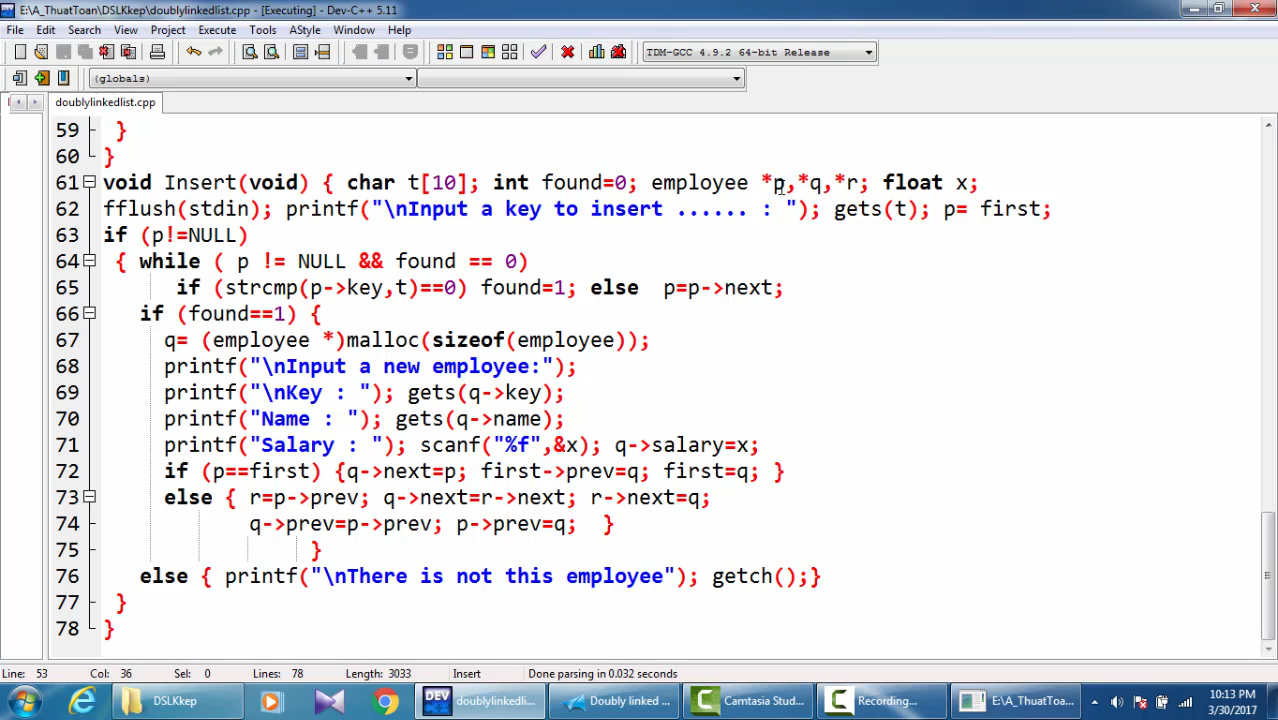 E:\A_ThuatToan\DSLKkep\doublylinkedlist.cpp - [Executing] - Dev-C++ 5.11
File Edit Search View Project Execute Tools AStyle Window Help
TDM-GCC 4.9.2 64-bit Release
(globals)
doublylinkedlist.cpp
59 }
60 }
61 void Insert(void) { char t[10]; int found=0; employee *p,*q,*r; float x;
62 fflush(stdin); printf("\nInput a key to insert ...... : "); gets(t); p= first;
63 if (p!=NULL)
64 { while ( p != NULL && found == 0)
65 if (strcmp(p->key,t)==0) found=1; else p=p->next;
66 if (found==1) {
67 q= (employee *)malloc(sizeof(employee));
68 printf("\nInput a new employee:");
69 printf("\nKey : "); gets(q->key);
70 printf("Name : "); gets(q->name);
71 printf("Salary : "); scanf("%f",&x); q->salary=x;
72 if (p==first) {q->next=p; first->prev=q; first=q; }
73 else { r=p->prev; q->next=r->next; r->next=q;
74 q->prev=p->prev; p->prev=q; }
75 }
76 else { printf("\nThere is not this employee"); getch();}
77 }
78 }
Line: 53 Col: 36 Sel: 0 Lines: 78 Length: 3033 Insert Done parsing in 0.032 seconds
DSLKkep DEV doublylinkedlist... Doubly linked ... Camtasia Stud... Recording... E:\A_ThuatToa... 10:13 PM
3/30/2017